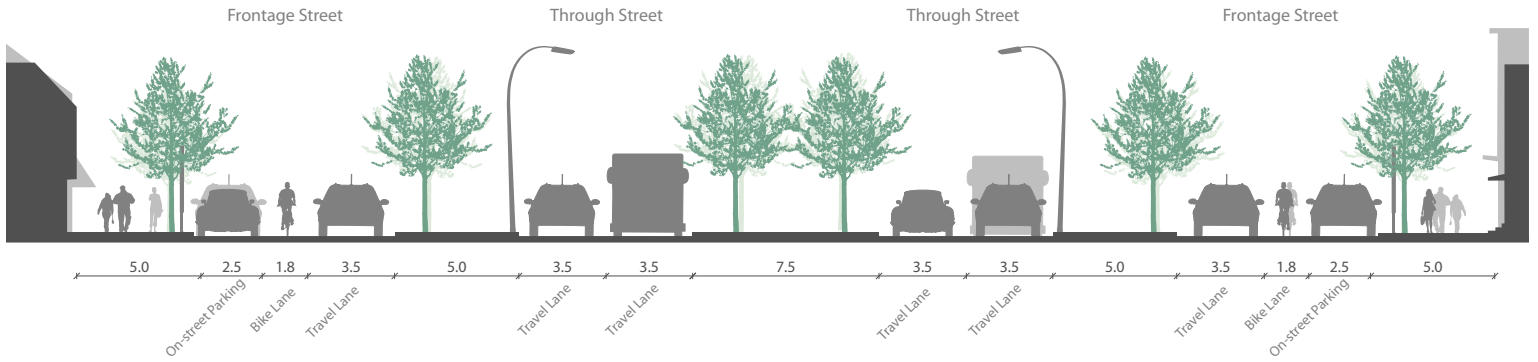 Frontage Street Through Street Through Street Frontage Street
5.0 2.5 1.8 3.5 5.0 3.5 3.5 7.5 3.5 3.5 5.0 3.5 1.8 2.5 5.0
On-street Parking Bike Lane Travel Lane Travel Lane Travel Lane Travel Lane Travel Lane Travel Lane Bike Lane On-street Parking